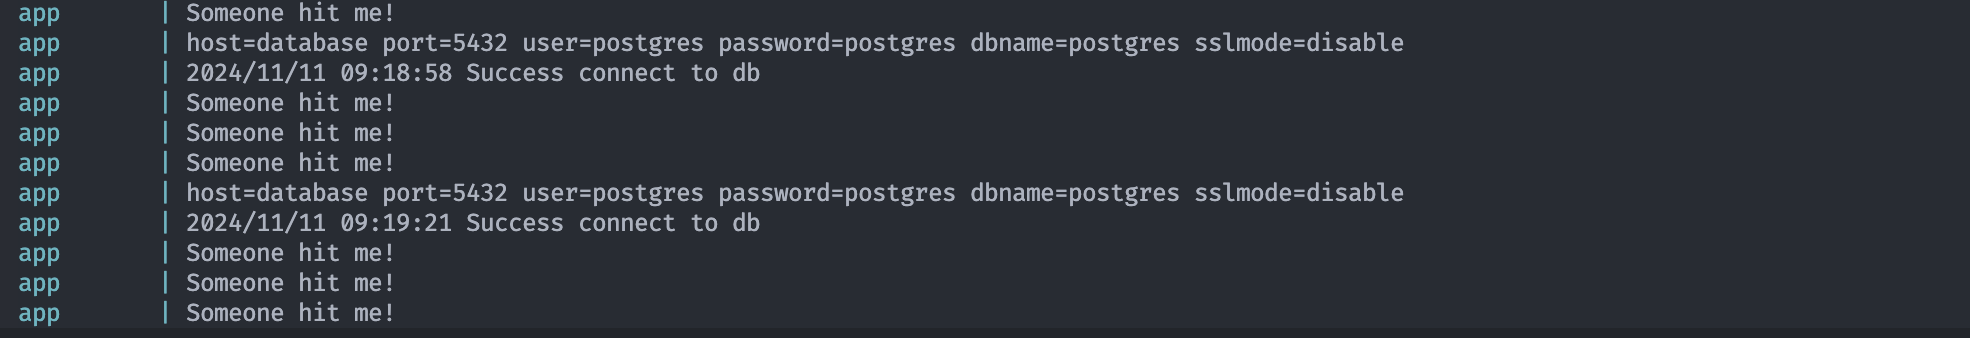 app | Someone hit me!
app | host=database port=5432 user=postgres password=postgres dbname=postgres sslmode=disable
app | 2024/11/11 09:18:58 Success connect to db
app | Someone hit me!
app | Someone hit me!
app | Someone hit me!
app | host=database port=5432 user=postgres password=postgres dbname=postgres sslmode=disable
app | 2024/11/11 09:19:21 Success connect to db
app | Someone hit me!
app | Someone hit me!
app | Someone hit me!